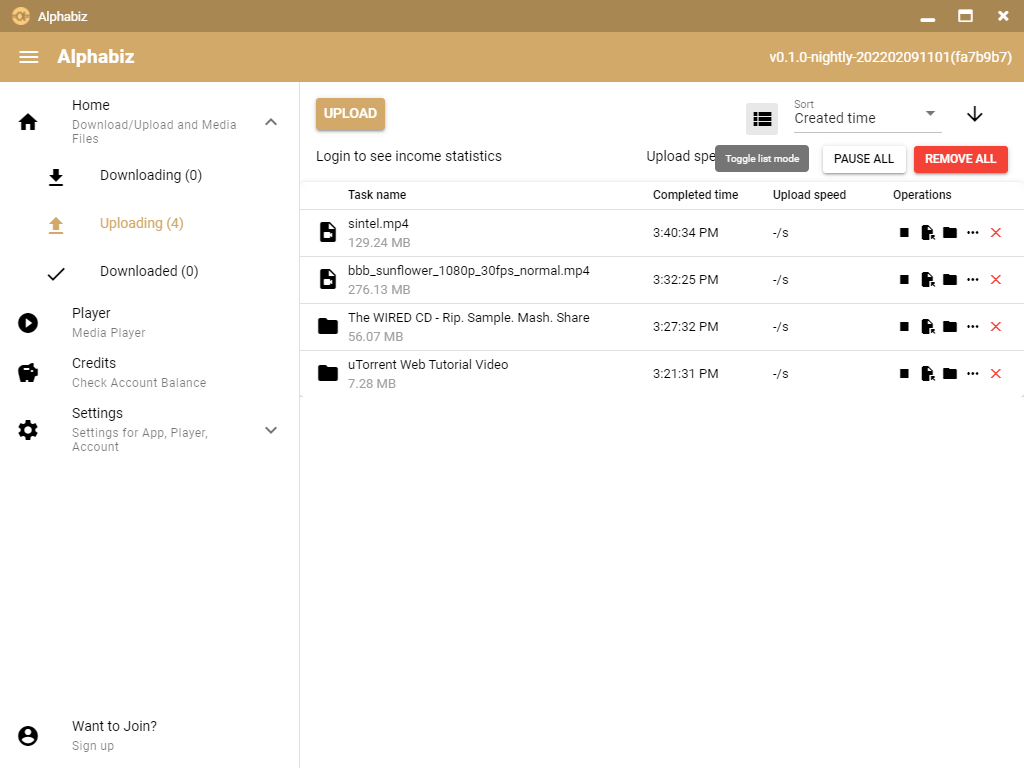 Alphabiz
Alphabiz
v0.1.0-nightly-202202091101(fa7b9b7)
Home
Download/Upload and Media
Files
Downloading (0)
Uploading (4)
Downloaded (0)
Player
Media Player
Credits
Check Account Balance
Settings
Settings for App, Player,
Account
Want to Join?
Sign up
UPLOAD
Sort
Created time
Login to see income statistics
Upload spe
Toggle list mode
PAUSE ALL
REMOVE ALL
Task name Completed time Upload speed Operations
sintel.mp4
129.24 MB
3:40:34 PM -/s
bbb_sunflower_1080p_30fps_normal.mp4
276.13 MB
3:32:25 PM -/s
The WIRED CD - Rip. Sample. Mash. Share
56.07 MB
3:27:32 PM -/s
uTorrent Web Tutorial Video
7.28 MB
3:21:31 PM -/s